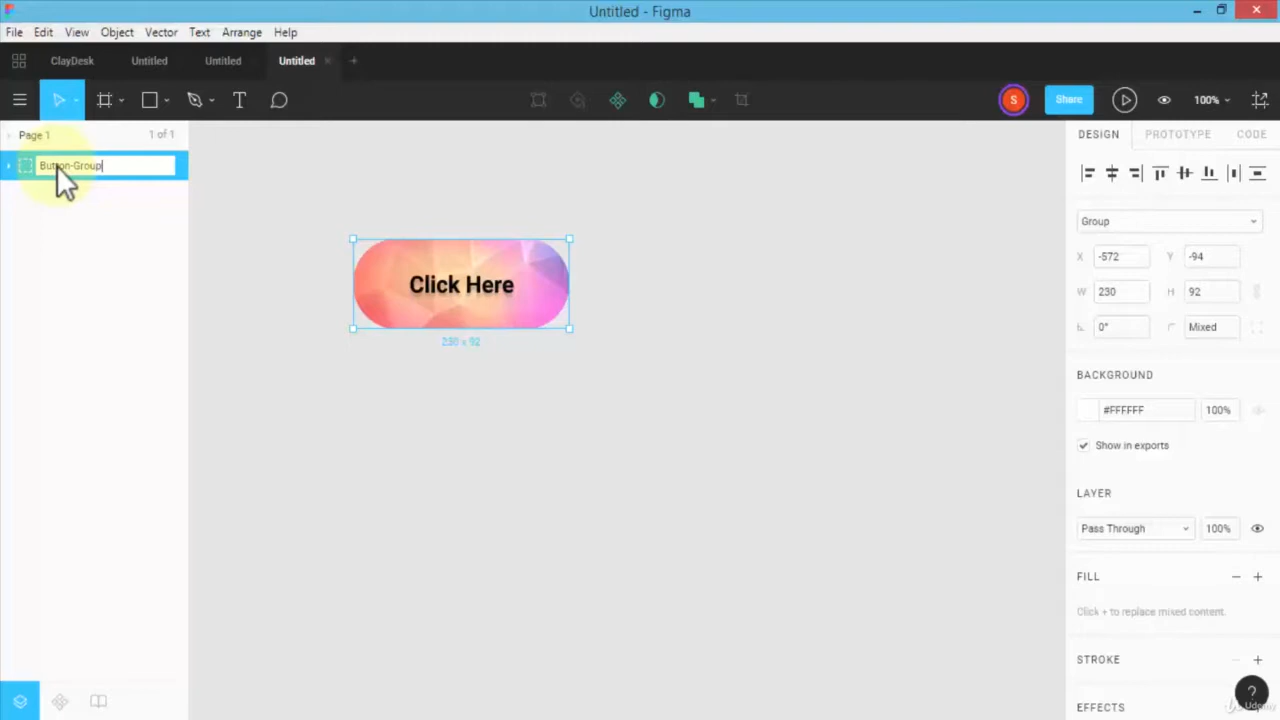 Untitled - Figma
File Edit View Object Vector Text Arrange Help
ClayDesk Untitled Untitled Untitled × +
T S Share 100%
Page 1 1 of 1 DESIGN PROTOTYPE CODE
Button-Group
Group
X -572 Y -94
Click Here
W 230 H 92
0° Mixed
230 x 92
BACKGROUND
#FFFFFF 100%
Show in exports
LAYER
Pass Through 100%
FILL
Click + to replace mixed content.
STROKE
?
EFFECTS
Udemy